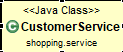 <<Java Class>>
C CustomerService
shopping.service